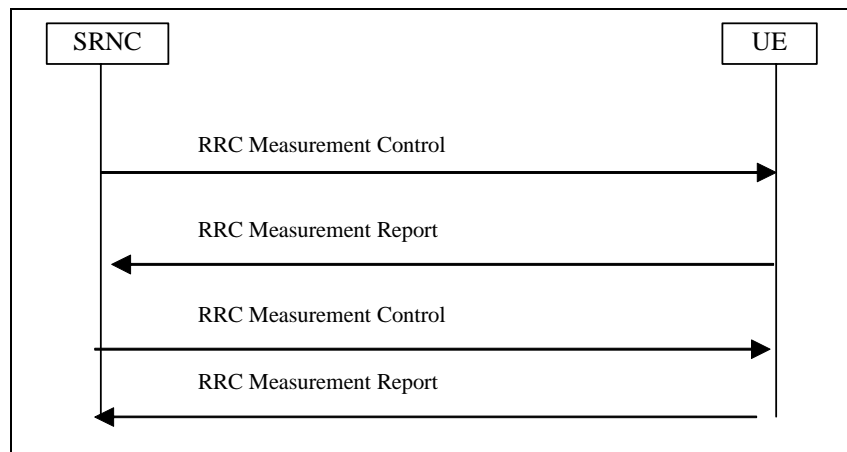 SRNC
UE
RRC Measurement Control
RRC Measurement Report
RRC Measurement Control
RRC Measurement Report